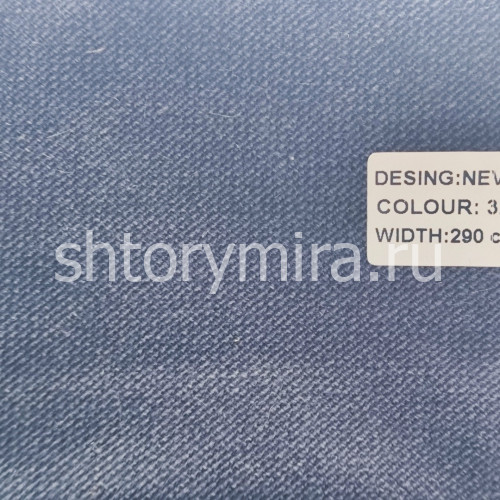 DESING:NEV
COLOUR: 3
shtorymira.ru
WIDTH:290 c